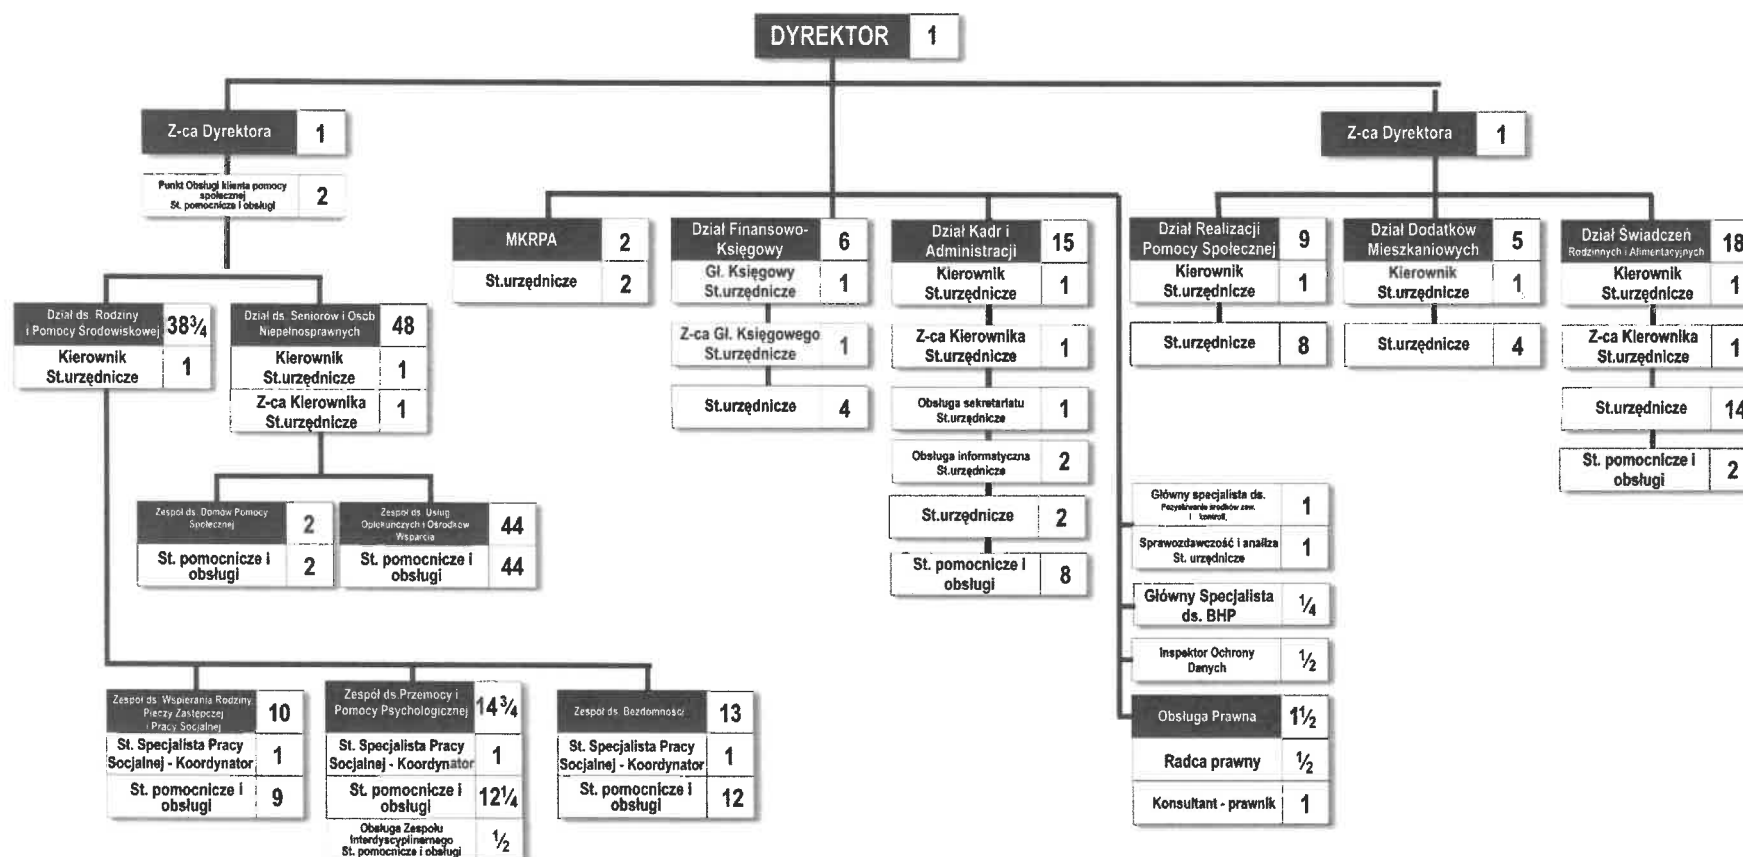 DYREKTOR 1
Z-ca Dyrektora 1
Punkt Obsługi klienta pomocy
społecznej
St. pomocnicze i obsługi 2
Z-ca Dyrektora 1
MKRPA 2
St.urzędnicze 2
Dział Finansowo-
Księgowy 6
Gł. Księgowy
St.urzędnicze 1
Z-ca Gł. Księgowego
St.urzędnicze 1
St.urzędnicze 4
Dział Kadr i
Administracji 15
Kierownik
St.urzędnicze 1
Z-ca Kierownika
St.urzędnicze 1
Obsługa sekretariatu
St.urzędnicze 1
Obsługa informatyczna
St.urzędnicze 2
St.urzędnicze 2
St. pomocnicze i
obsługi 8
Dział Realizacji
Pomocy Społecznej 9
Kierownik
St.urzędnicze 1
St.urzędnicze 8
Dział Dodatków
Mieszkaniowych 5
Kierownik
St.urzędnicze 1
St.urzędnicze 4
Dział Świadczeń
Rodzinnych i Alimentacyjnych 18
Kierownik
St.urzędnicze 1
Z-ca Kierownika
St.urzędnicze 1
St.urzędnicze 14
St. pomocnicze i
obsługi 2
Dział ds. Rodziny
i Pomocy Środowiskowej 38¾
Kierownik
St.urzędnicze 1
Dział ds. Seniorów i Osób
Niepełnosprawnych 48
Kierownik
St.urzędnicze 1
Z-ca Kierownika
St.urzędnicze 1
Zespół ds. Domów Pomocy
Społecznej 2
St. pomocnicze i
obsługi 2
Zespół ds. Usług
Opiekuńczych i Ośrodków
Wsparcia 44
St. pomocnicze i
obsługi 44
Główny specjalista ds.
Pozyskiwanie środków zew.
i kontroli, 1
Sprawozdawczość i analiza
St. urzędnicze 1
Główny Specjalista
ds. BHP ¼
Inspektor Ochrony
Danych ½
Obsługa Prawna 1½
Radca prawny ½
Konsultant - prawnik 1
Zespół ds. Wspierania Rodziny
Pieczy Zastępczej
i Pracy Socjalnej 10
St. Specjalista Pracy
Socjalnej - Koordynator 1
St. pomocnicze i
obsługi 9
Zespół ds.Przemocy i
Pomocy Psychologicznej 14¾
St. Specjalista Pracy
Socjalnej - Koordynator 1
St. pomocnicze i
obsługi 12¼
Obsługa Zespołu
Interdyscyplinarnego
St. pomocnicze i obsługi ½
Zespół ds. Bezdomności 13
St. Specjalista Pracy
Socjalnej - Koordynator 1
St. pomocnicze i
obsługi 12